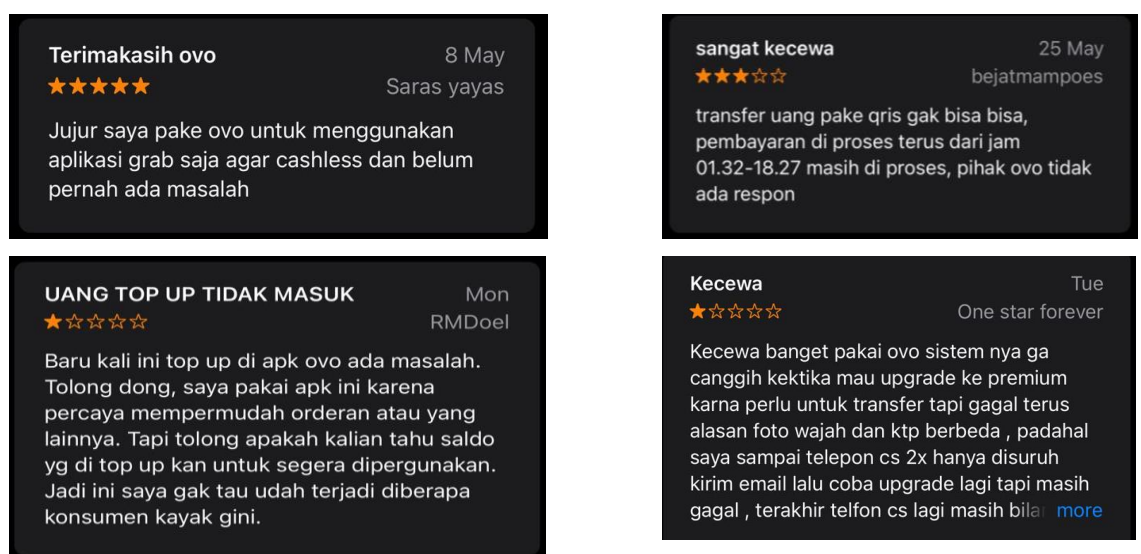 Terimakasih ovo
8 May
★★★★★
Saras yayas
Jujur saya pake ovo untuk menggunakan
aplikasi grab saja agar cashless dan belum
pernah ada masalah
sangat kecewa
25 May
★★★☆☆
bejatmampoes
transfer uang pake qris gak bisa bisa,
pembayaran di proses terus dari jam
01.32-18.27 masih di proses, pihak ovo tidak
ada respon
UANG TOP UP TIDAK MASUK
Mon
★☆☆☆☆
RMDoel
Baru kali ini top up di apk ovo ada masalah.
Tolong dong, saya pakai apk ini karena
percaya mempermudah orderan atau yang
lainnya. Tapi tolong apakah kalian tahu saldo
yg di top up kan untuk segera dipergunakan.
Jadi ini saya gak tau udah terjadi diberapa
konsumen kayak gini.
Kecewa
Tue
★☆☆☆☆
One star forever
Kecewa banget pakai ovo sistem nya ga
canggih kektika mau upgrade ke premium
karna perlu untuk transfer tapi gagal terus
alasan foto wajah dan ktp berbeda , padahal
saya sampai telepon cs 2x hanya disuruh
kirim email lalu coba upgrade lagi tapi masih
gagal , terakhir telfon cs lagi masih more